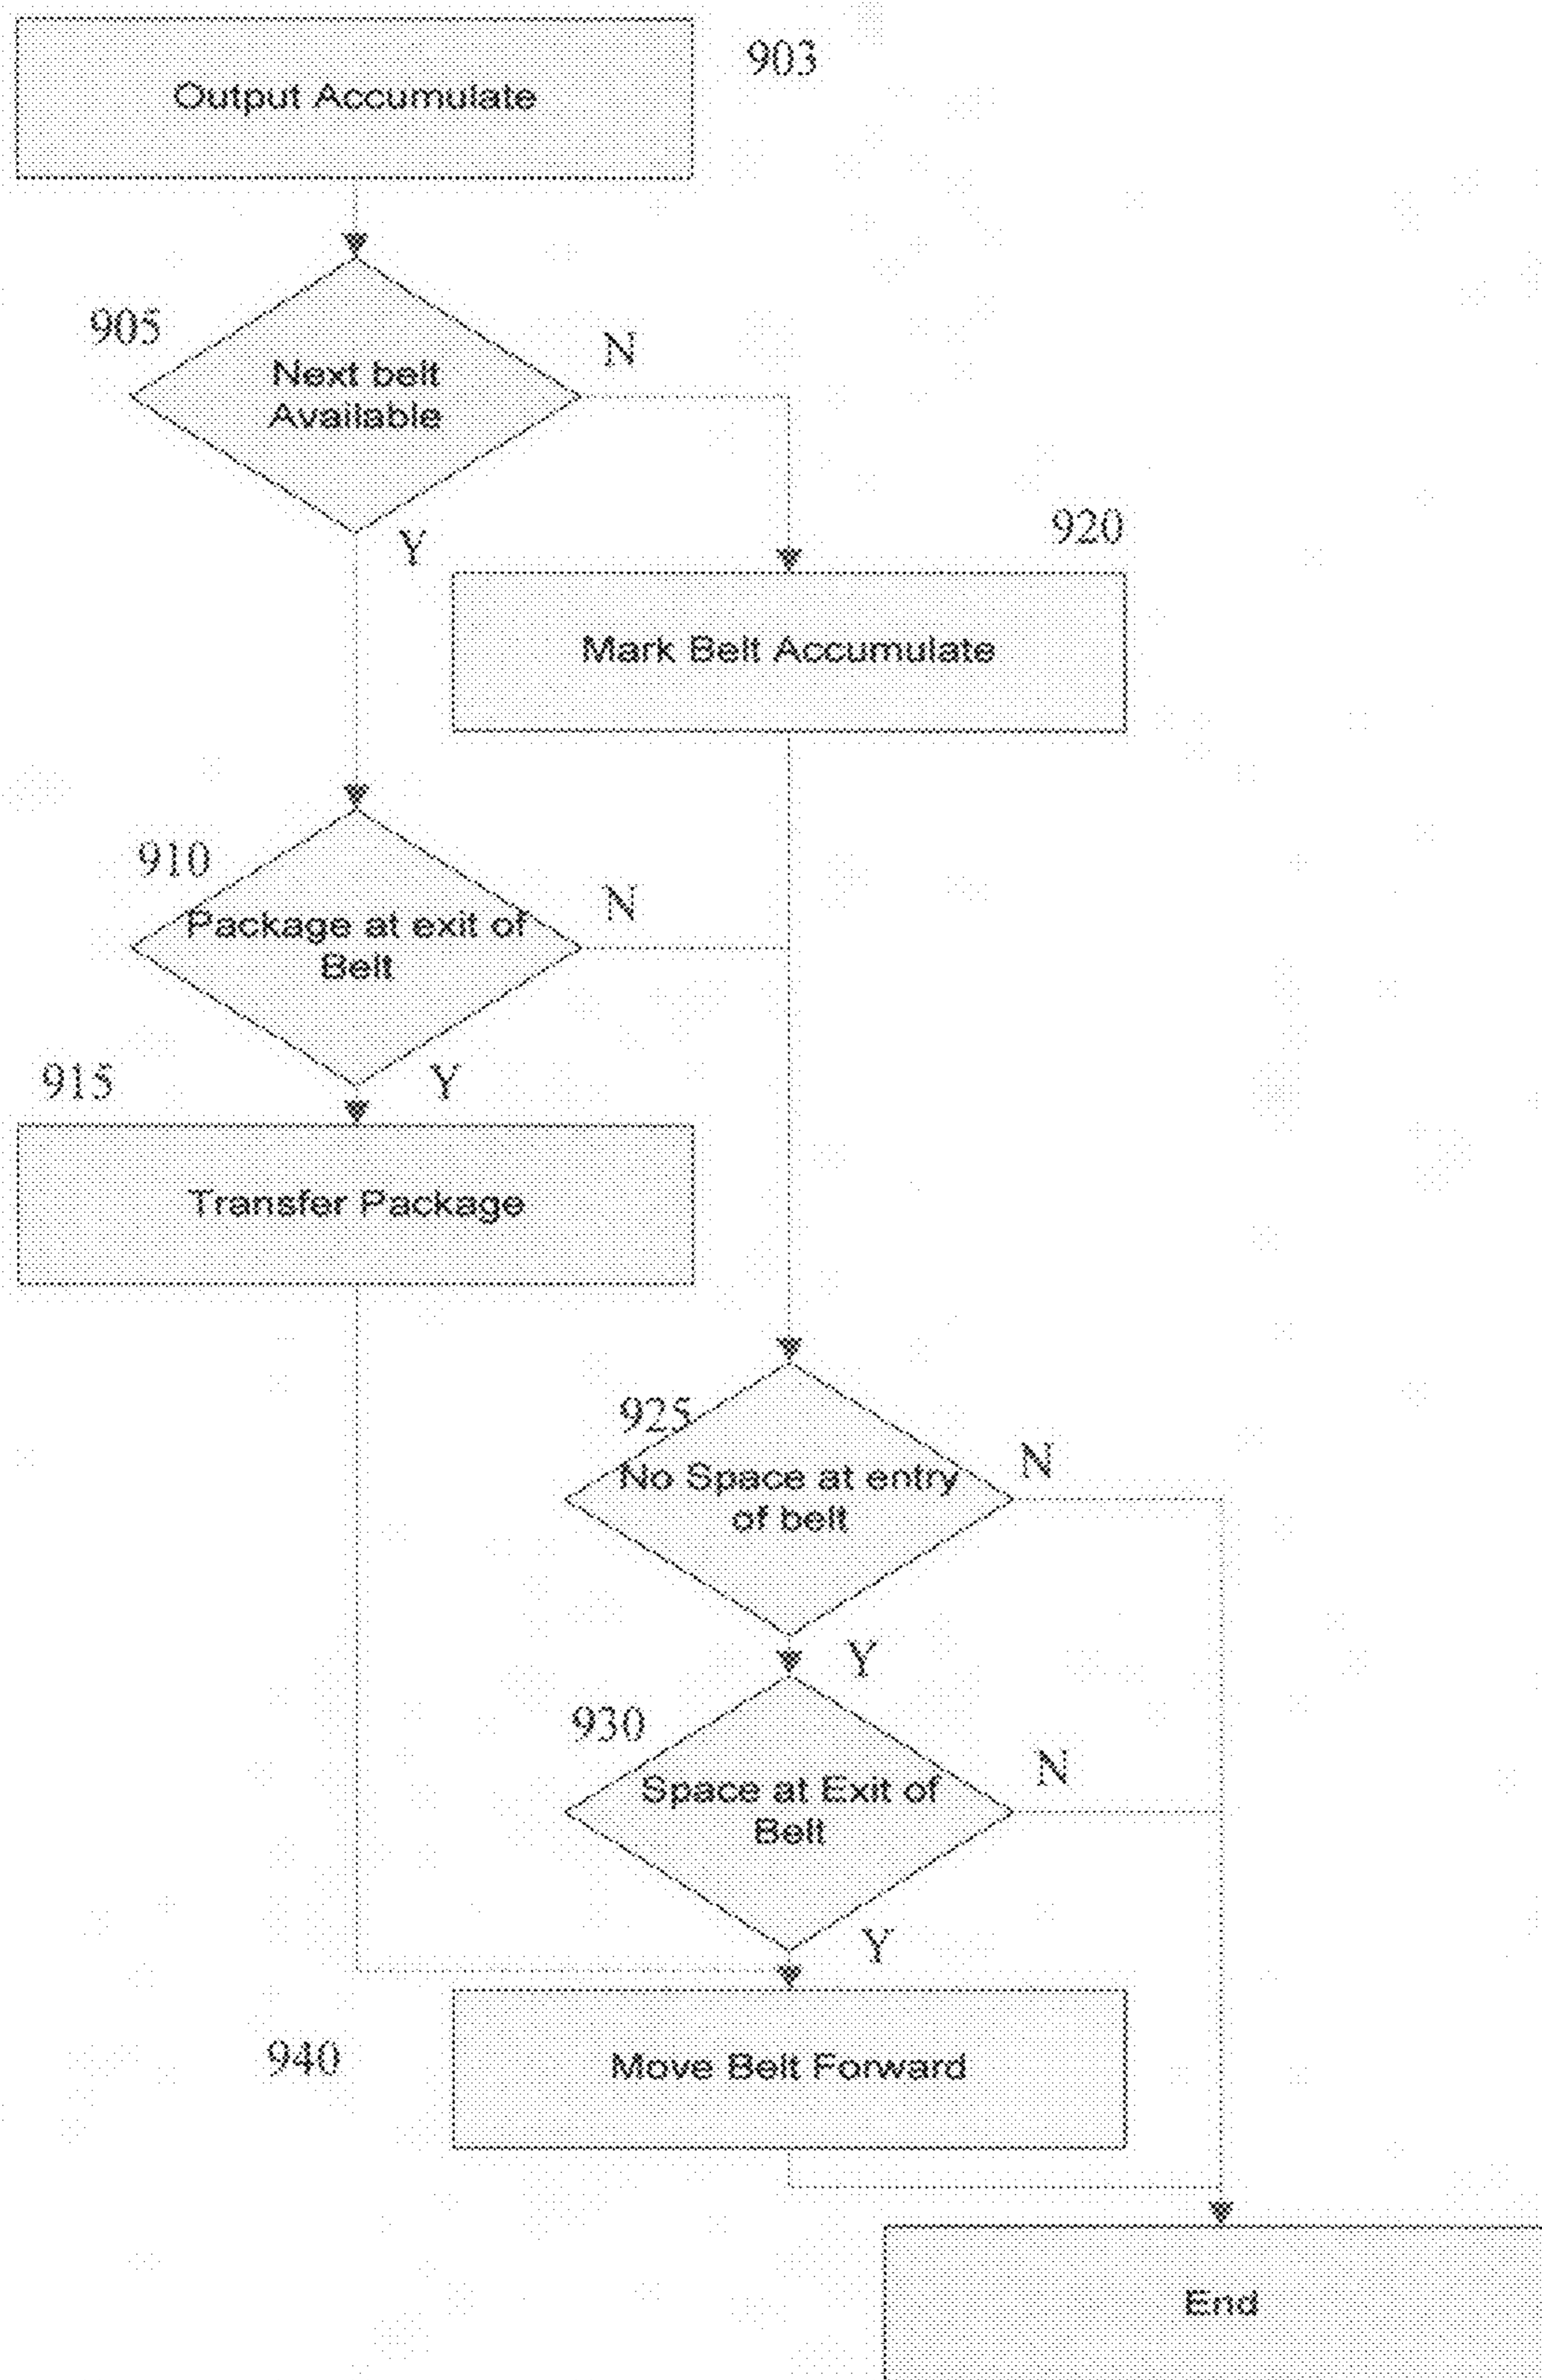 903
Output Accumulate
905
N
Next belt
Available
Y
920
Mark Belt Accumulate
910
N
Package at exit of
Belt
915
Y
Transfer Package
925
N
No Space at entry
of belt
Y
930
N
Space at Exit of
Belt
Y
940
Move Belt Forward
End